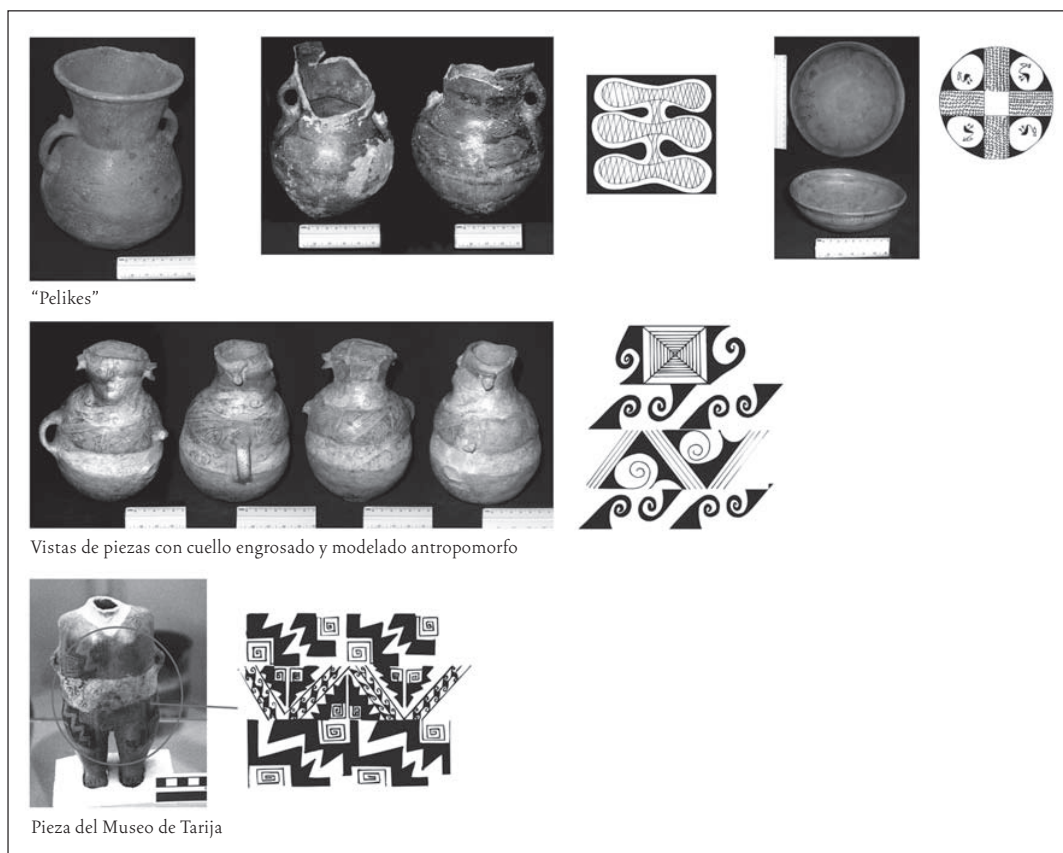 “Pelikes”
Vistas de piezas con cuello engrosado y modelado antropomorfo
Pieza del Museo de Tarija